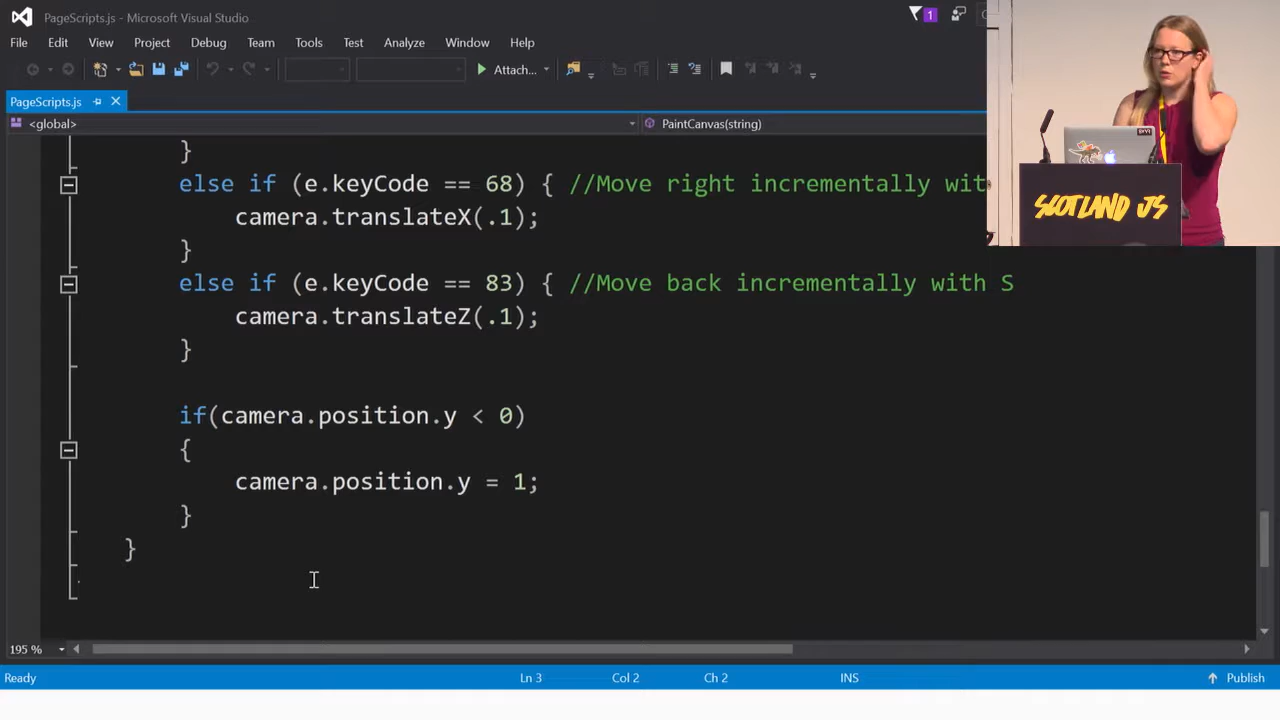 PageScripts.js - Microsoft Visual Studio
1
File Edit View Project Debug Team Tools Test Analyze Window Help
Attach...
PageScripts.js
<global>
PaintCanvas(string)
}
else if (e.keyCode == 68) { //Move right incrementally wit
camera.translateX(.1);
}
else if (e.keyCode == 83) { //Move back incrementally with S
camera.translateZ(.1);
}
if(camera.position.y < 0)
{
camera.position.y = 1;
}
}
195 %
Ready Ln 3 Col 2 Ch 2 INS Publish
SCOTLAND JS